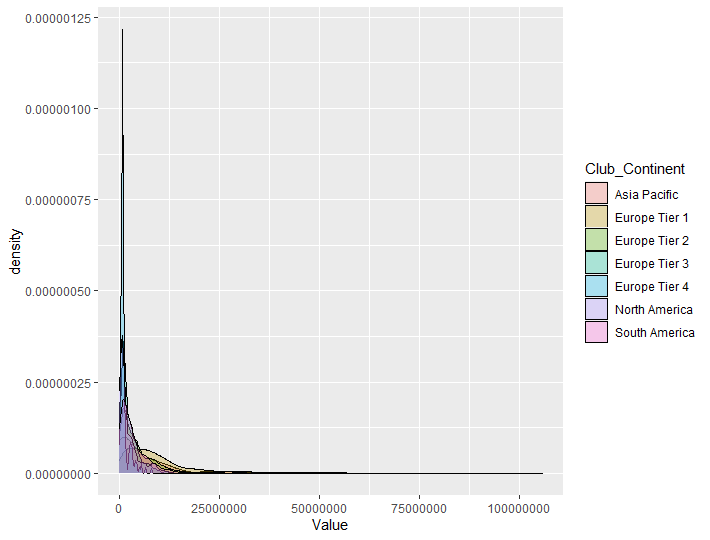 0.00000125
0.00000100
0.00000075
0.00000050
0.00000025
0.00000000
density
0 25000000 50000000 75000000 100000000
Value
Club_Continent
Asia Pacific
Europe Tier 1
Europe Tier 2
Europe Tier 3
Europe Tier 4
North America
South America